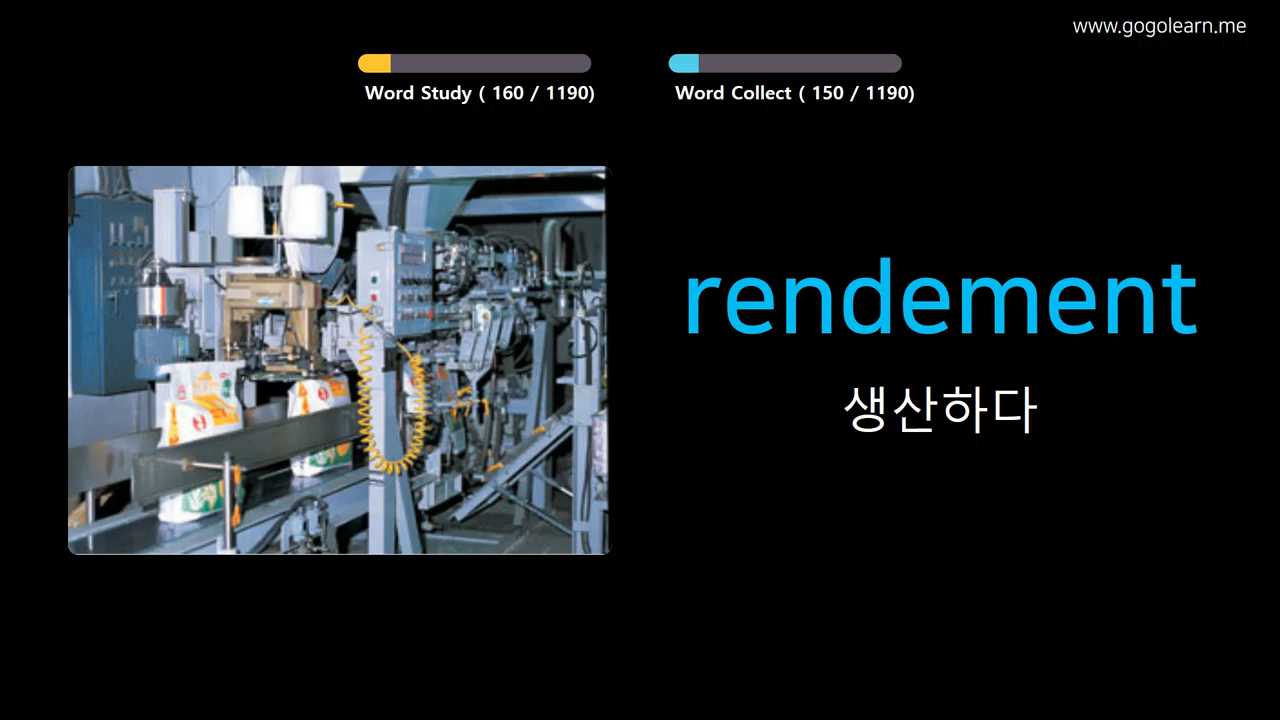 www.gogolearn.me
Word Study ( 160 / 1190)
Word Collect ( 150 / 1190)
rendement
생산하다